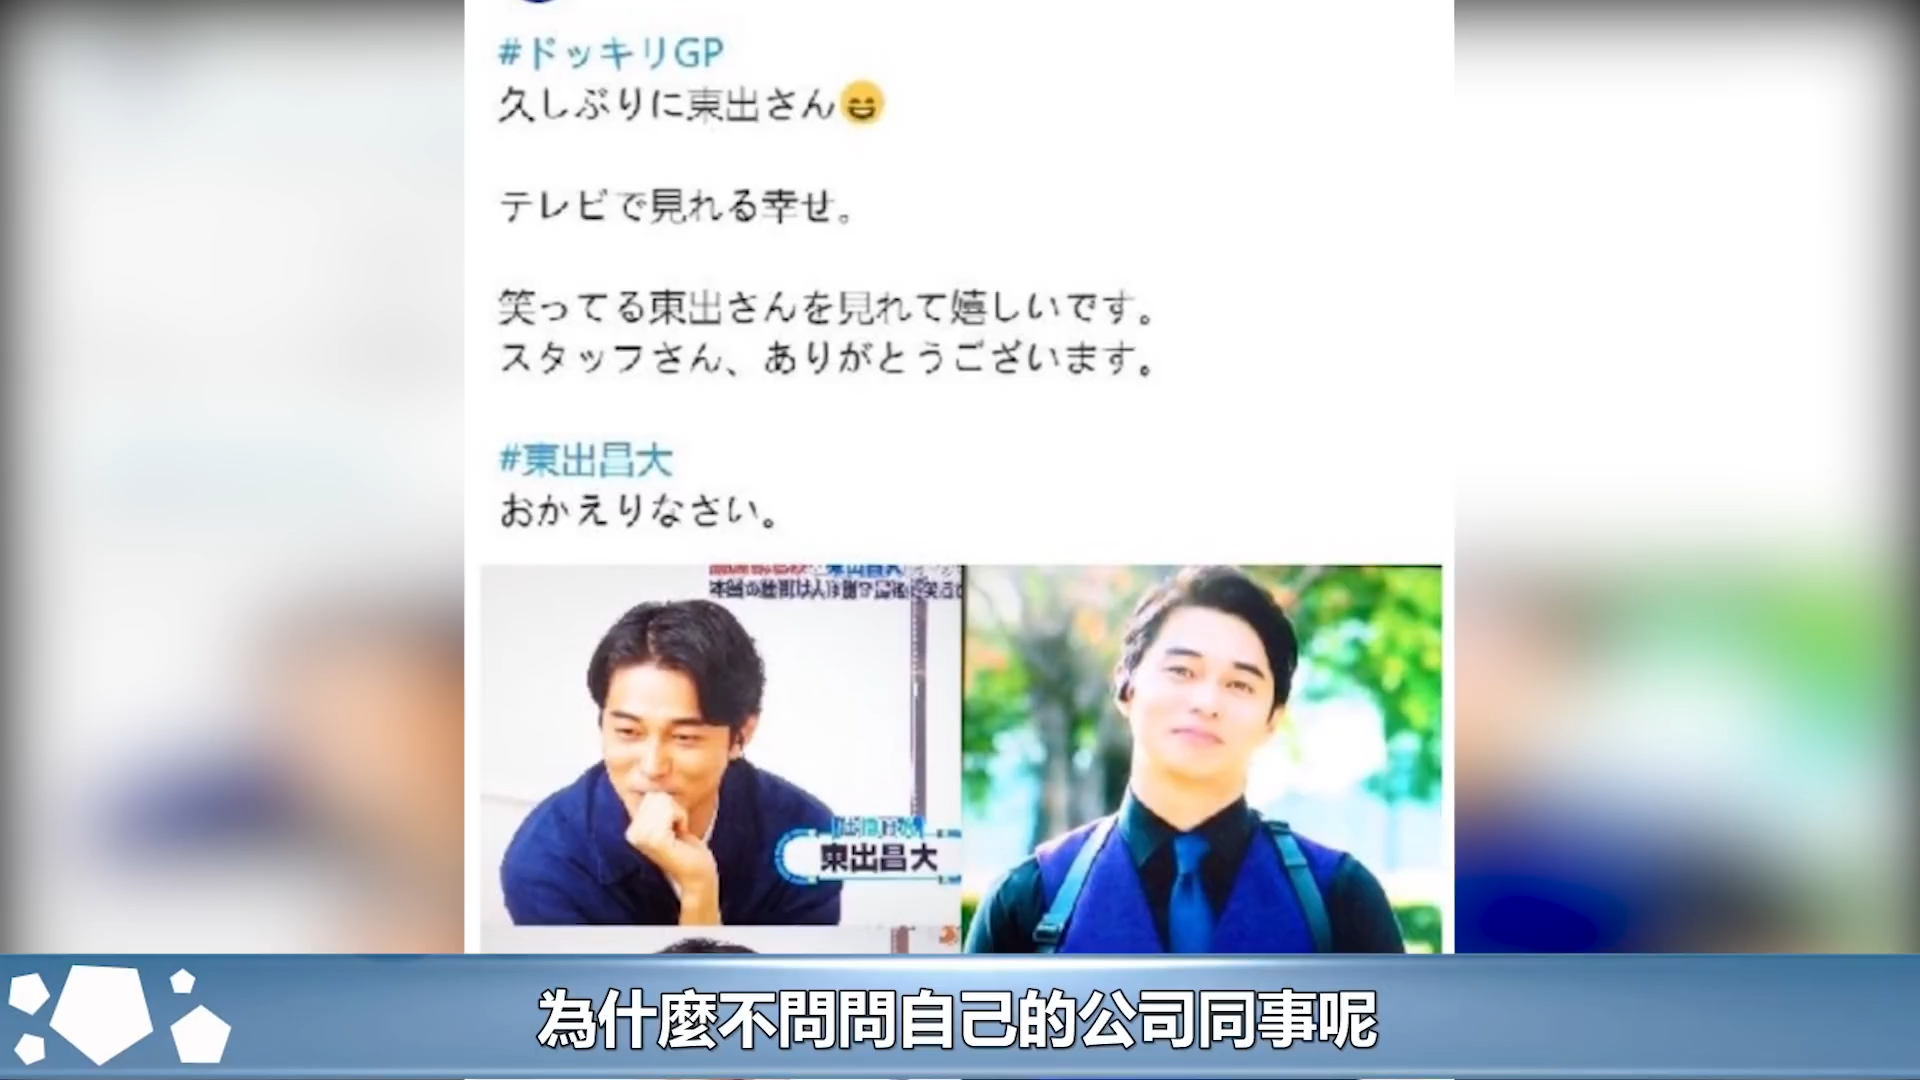 #ドッキリGP
久しぶりに東出さん
テレビで見れる幸せ。
笑ってる東出さんを見れて嬉しいです。
スタッフさん、ありがとうございます。
#東出昌大
おかえりなさい。
東出昌大
為什麼不問問自己的公司同事呢